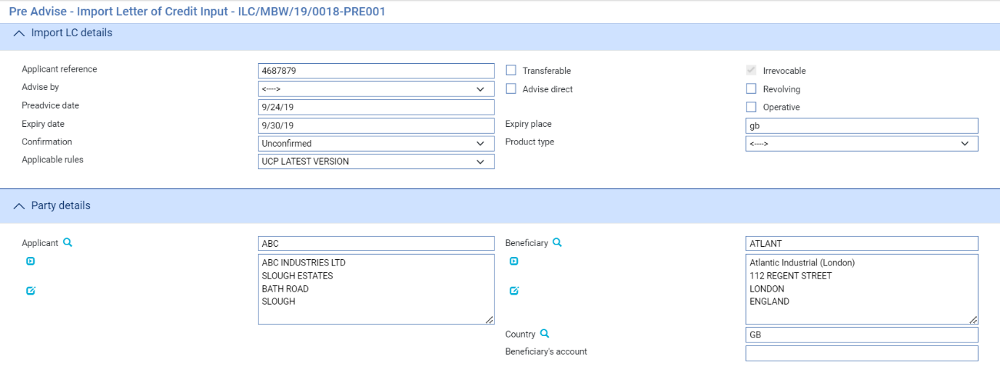 Pre Advise - Import Letter of Credit Input - ILC/MBW/19/0018-PRE001
Import LC details
Applicant reference 4687879 Transferable Irrevocable
Advise by <----> Advise direct Revolving
Preadvice date 9/24/19 Operative
Expiry date 9/30/19 Expiry place gb
Confirmation Unconfirmed Product type <---->
Applicable rules UCP LATEST VERSION
Party details
Applicant ABC Beneficiary ATLANT
ABC INDUSTRIES LTD Atlantic Industrial (London)
SLOUGH ESTATES 112 REGENT STREET
BATH ROAD LONDON
SLOUGH ENGLAND
Country GB
Beneficiary's account